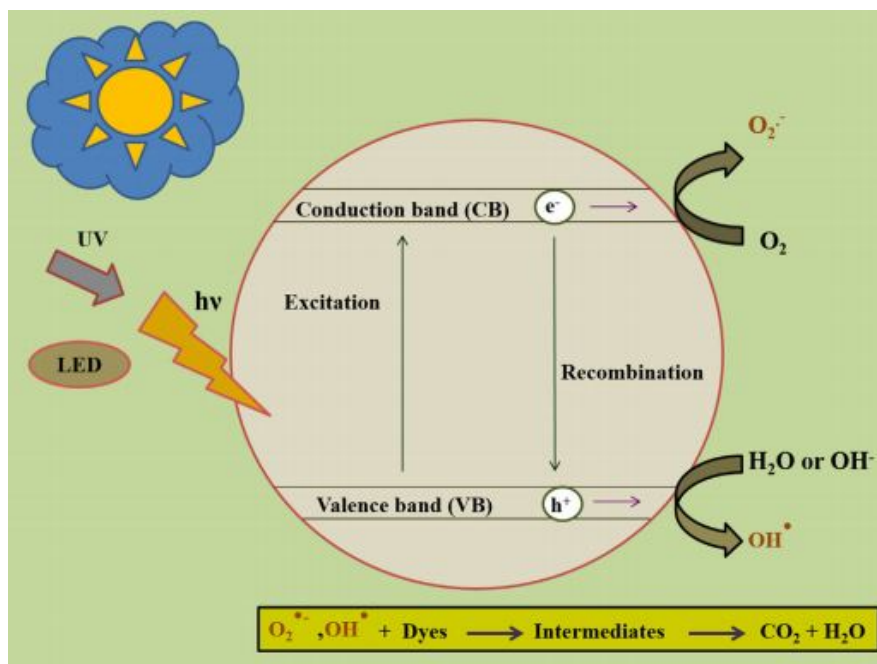 O₂·⁻
Conduction band (CB) e⁻
UV
O₂
hν
Excitation
LED
Recombination
H₂O or OH⁻
Valence band (VB) h⁺
OH•
O₂•⁻ ,OH• + Dyes ⟶ Intermediates ⟶ CO₂ + H₂O